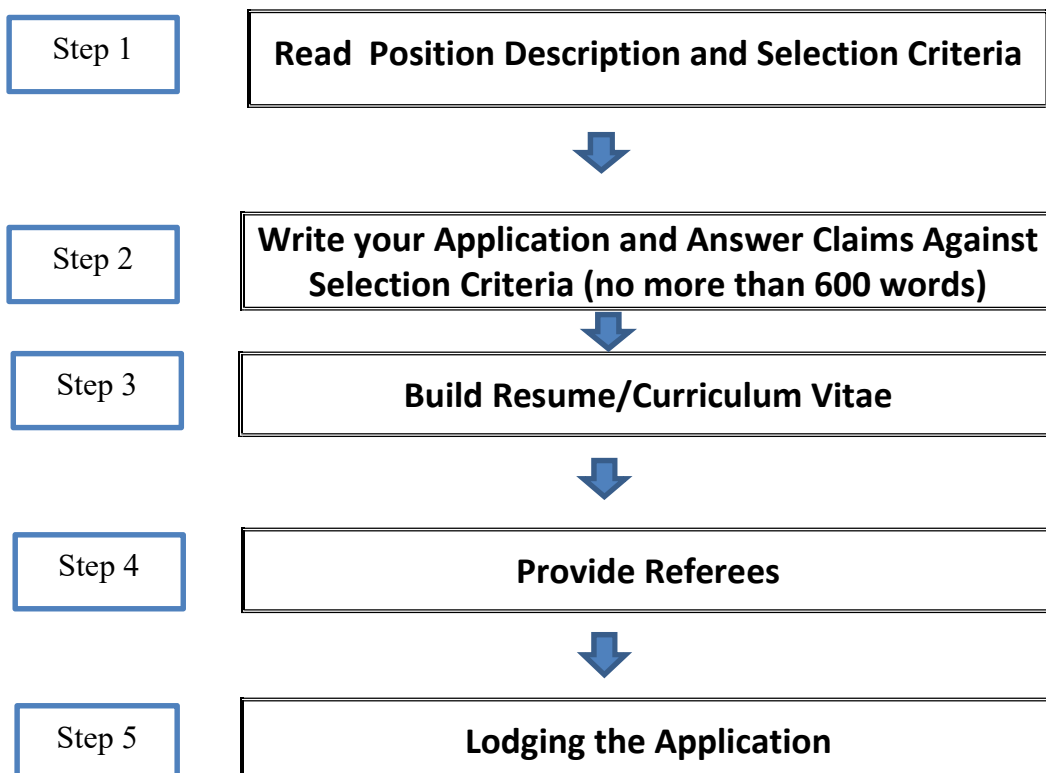 Step 1
Read  Position Description and Selection Criteria
Step 2
Write your Application and Answer Claims Against
Selection Criteria (no more than 600 words)
Step 3
Build Resume/Curriculum Vitae
Step 4
Provide Referees
Step 5
Lodging the Application